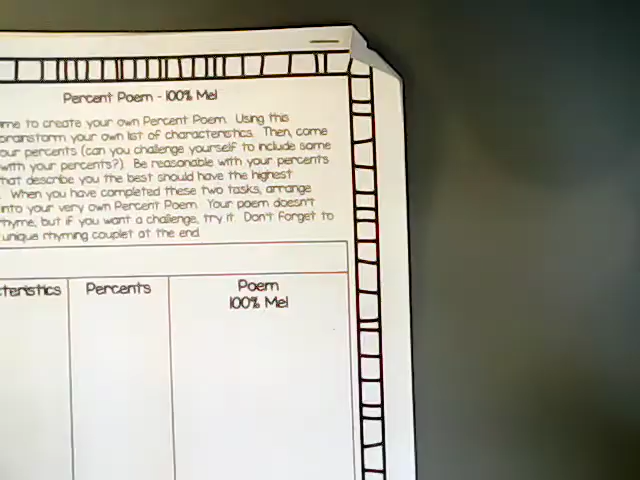 Percent Poem - 100% Me!
me to create your own Percent Poem. Using this
brainstorm your own list of characteristics. Then, come
our percents (can you challenge yourself to include some
with your percents?). Be reasonable with your percents
hat describe you the best should have the highest
. When you have completed these two tasks, arrange
into your very own Percent Poem. Your poem doesn't
hyme, but if you want a challenge, try it. Don't forget to
unique rhyming couplet at the end.
cteristics Percents Poem
100% Me!